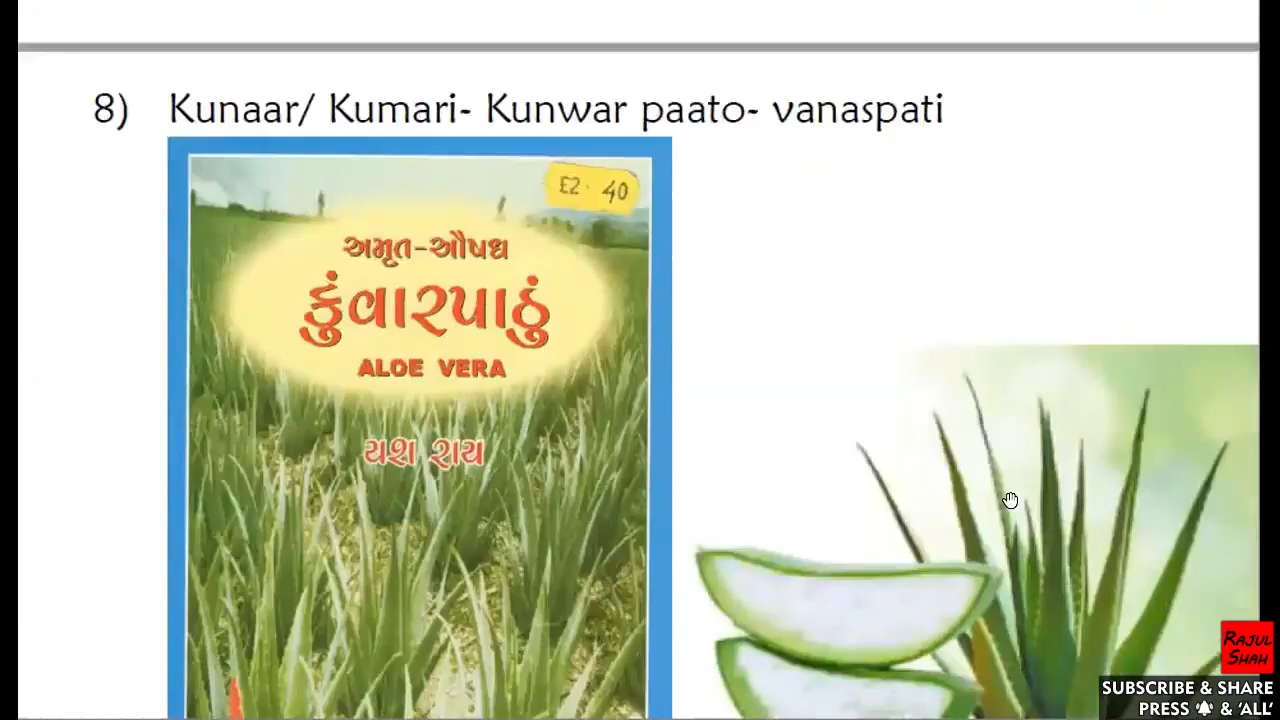 8) Kunaar/ Kumari- Kunwar paato- vanaspati
£2.40
અમૃત-ઔષધ
કુંવારપાઠું
ALOE VERA
યશ રાય
RAJUL
SHAH
SUBSCRIBE & SHARE
PRESS 🔔 & 'ALL'